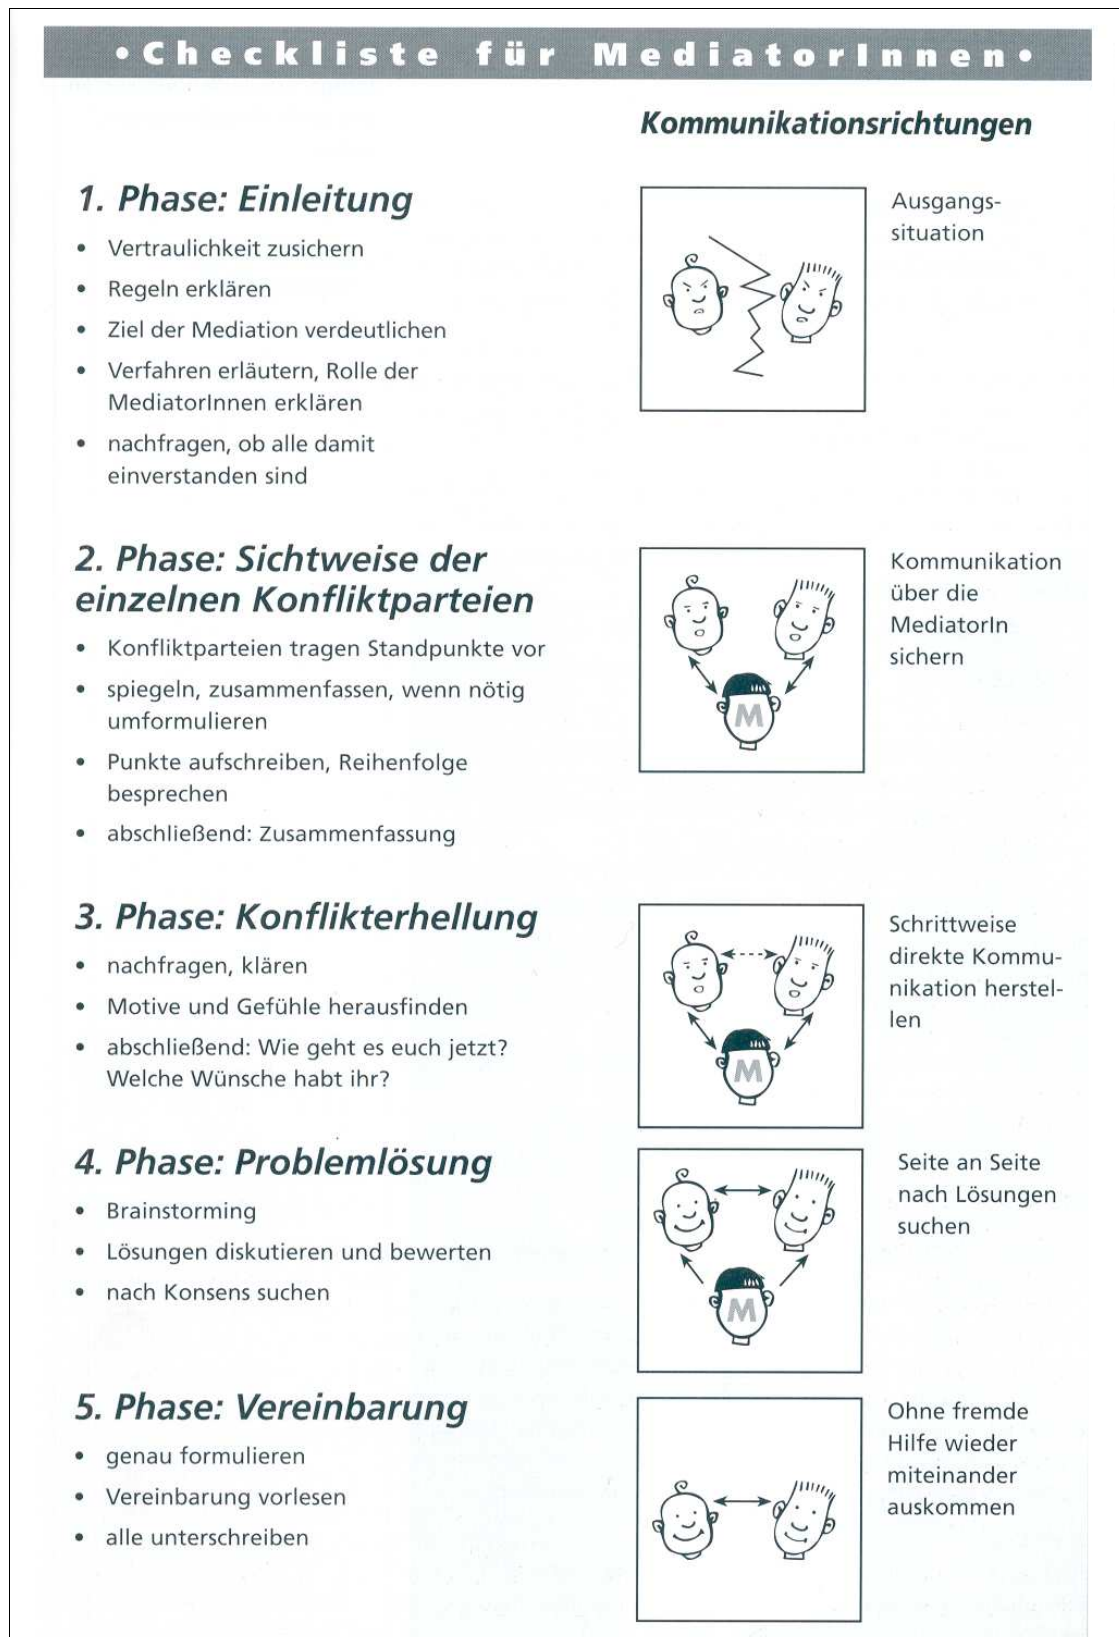 • Checkliste für MediatorInnen •
Kommunikationsrichtungen
1. Phase: Einleitung
• Vertraulichkeit zusichern
• Regeln erklären
• Ziel der Mediation verdeutlichen
• Verfahren erläutern, Rolle der
MediatorInnen erklären
• nachfragen, ob alle damit
einverstanden sind
Ausgangs-
situation
2. Phase: Sichtweise der
einzelnen Konfliktparteien
• Konfliktparteien tragen Standpunkte vor
• spiegeln, zusammenfassen, wenn nötig
umformulieren
• Punkte aufschreiben, Reihenfolge
besprechen
• abschließend: Zusammenfassung
M
Kommunikation
über die
MediatorIn
sichern
3. Phase: Konflikterhellung
• nachfragen, klären
• Motive und Gefühle herausfinden
• abschließend: Wie geht es euch jetzt?
Welche Wünsche habt ihr?
M
Schrittweise
direkte Kommu-
nikation herstel-
len
4. Phase: Problemlösung
• Brainstorming
• Lösungen diskutieren und bewerten
• nach Konsens suchen
M
Seite an Seite
nach Lösungen
suchen
5. Phase: Vereinbarung
• genau formulieren
• Vereinbarung vorlesen
• alle unterschreiben
Ohne fremde
Hilfe wieder
miteinander
auskommen